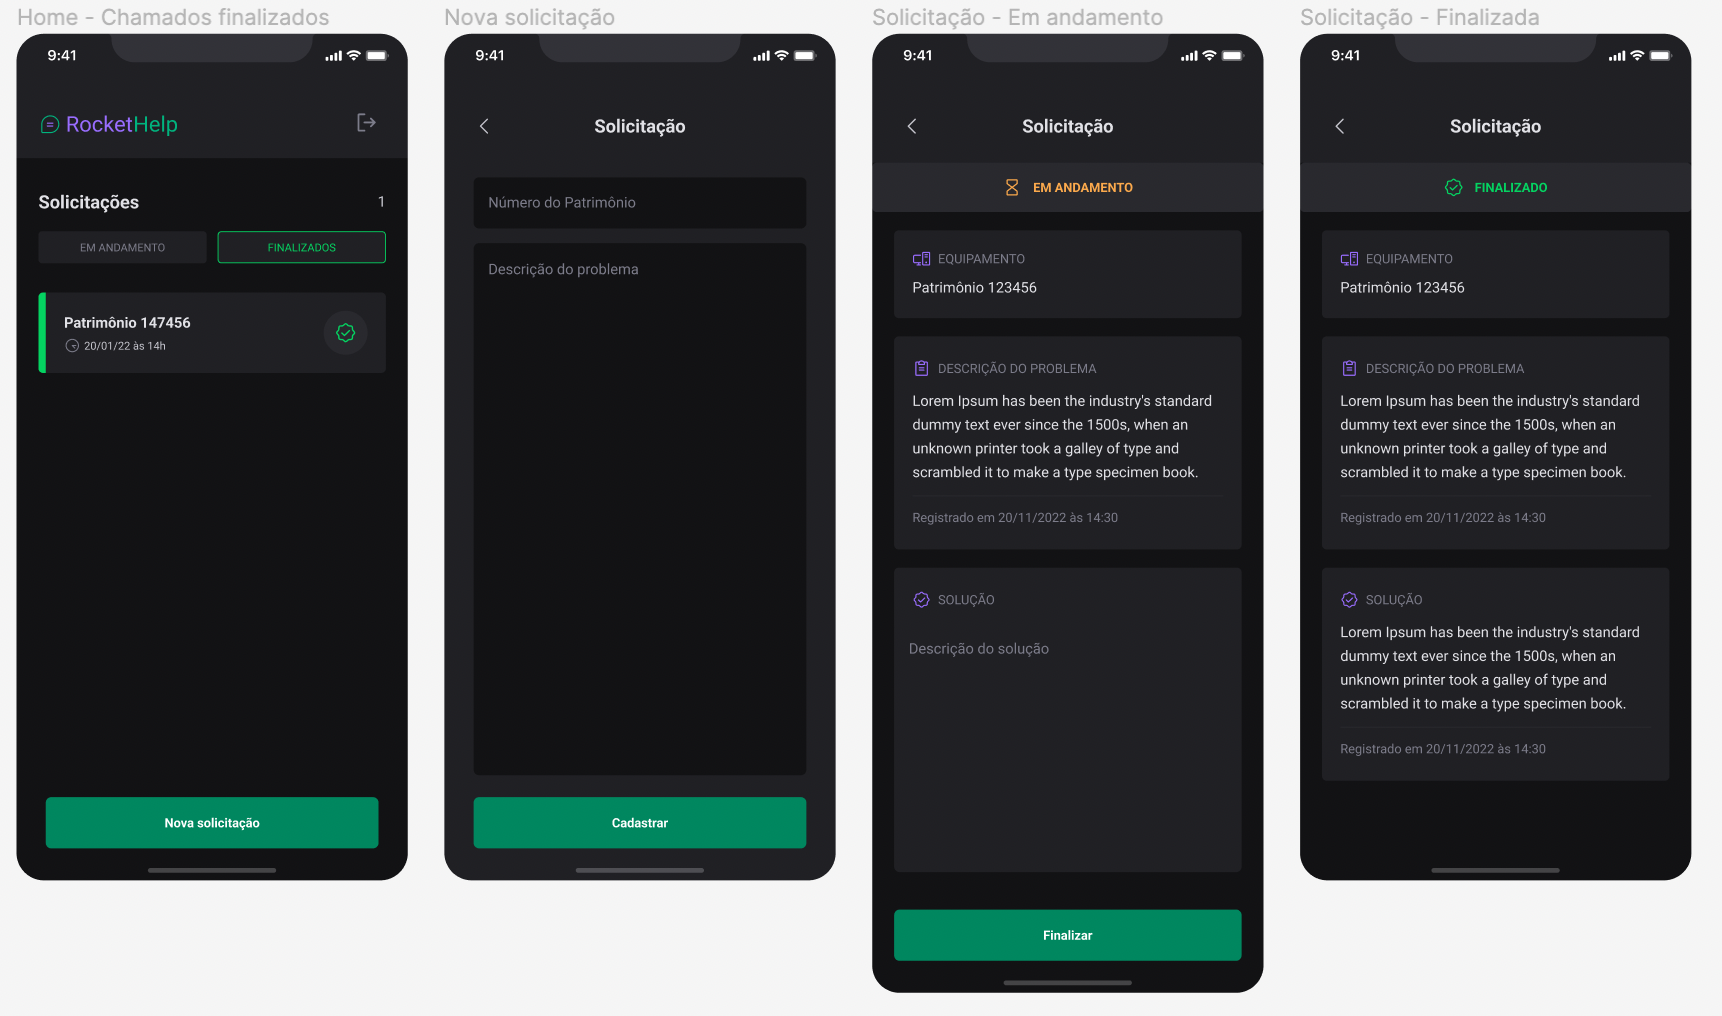 Home - Chamados finalizados
9:41
RocketHelp
Solicitações
1
EM ANDAMENTO
FINALIZADOS
Patrimônio 147456
20/01/22 às 14h
Nova solicitação
Nova solicitação
9:41
Solicitação
Número do Patrimônio
Descrição do problema
Cadastrar
Solicitação - Em andamento
9:41
Solicitação
EM ANDAMENTO
EQUIPAMENTO
Patrimônio 123456
DESCRIÇÃO DO PROBLEMA
Lorem Ipsum has been the industry's standard
dummy text ever since the 1500s, when an
unknown printer took a galley of type and
scrambled it to make a type specimen book.
Registrado em 20/11/2022 às 14:30
SOLUÇÃO
Descrição do solução
Finalizar
Solicitação - Finalizada
9:41
Solicitação
FINALIZADO
EQUIPAMENTO
Patrimônio 123456
DESCRIÇÃO DO PROBLEMA
Lorem Ipsum has been the industry's standard
dummy text ever since the 1500s, when an
unknown printer took a galley of type and
scrambled it to make a type specimen book.
Registrado em 20/11/2022 às 14:30
SOLUÇÃO
Lorem Ipsum has been the industry's standard
dummy text ever since the 1500s, when an
unknown printer took a galley of type and
scrambled it to make a type specimen book.
Registrado em 20/11/2022 às 14:30